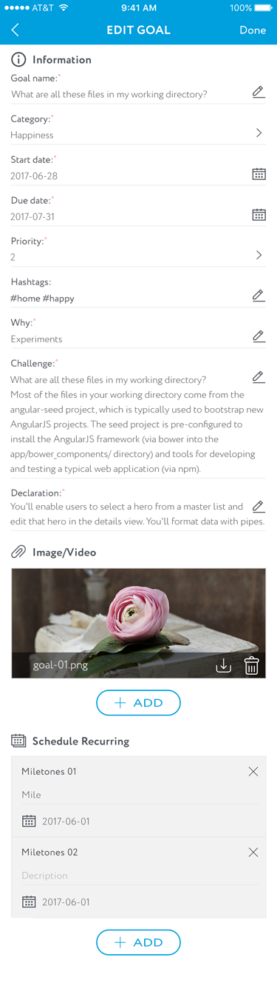 AT&T 9:41 AM 100%
EDIT GOAL Done
Information
Goal name:*
What are all these files in my working directory?
Category:*
Happiness
Start date:*
2017-06-28
Due date:*
2017-07-31
Priority:*
2
Hashtags:
#home #happy
Why:*
Experiments
Challenge:*
What are all these files in my working directory?
Most of the files in your working directory come from the
angular-seed project, which is typically used to bootstrap new
AngularJS projects. The seed project is pre-configured to
install the AngularJS framework (via bower into the
app/bower_components/ directory) and tools for developing
and testing a typical web application (via npm).
Declaration:*
You'll enable users to select a hero from a master list and
edit that hero in the details view. You'll format data with pipes.
Image/Video
goal-01.png
+ ADD
Schedule Recurring
Miletones 01
Mile
2017-06-01
Miletones 02
Decription
2017-06-01
+ ADD